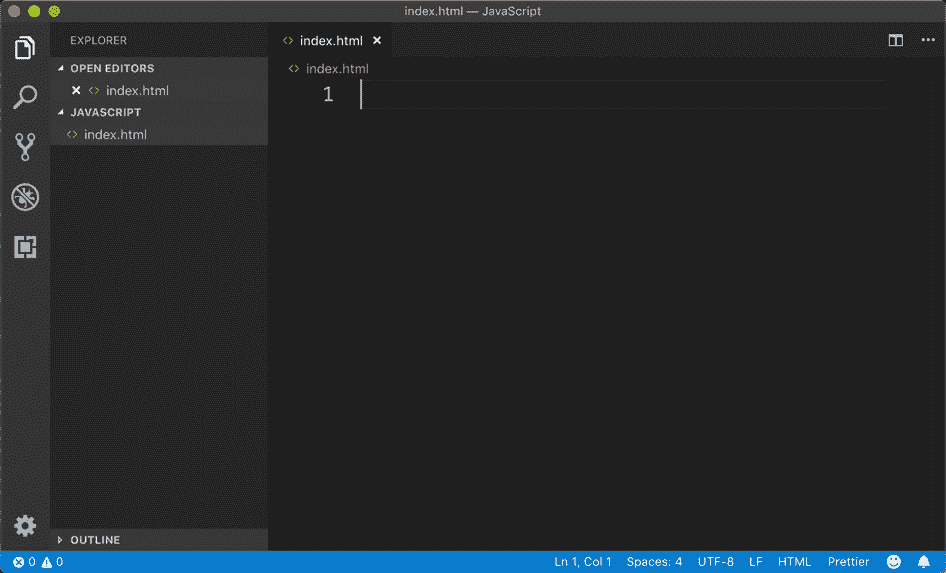 index.html — JavaScript
EXPLORER
OPEN EDITORS
index.html
JAVASCRIPT
index.html
OUTLINE
index.html
index.html
1
0 0
Ln 1, Col 1 Spaces: 4 UTF-8 LF HTML Prettier